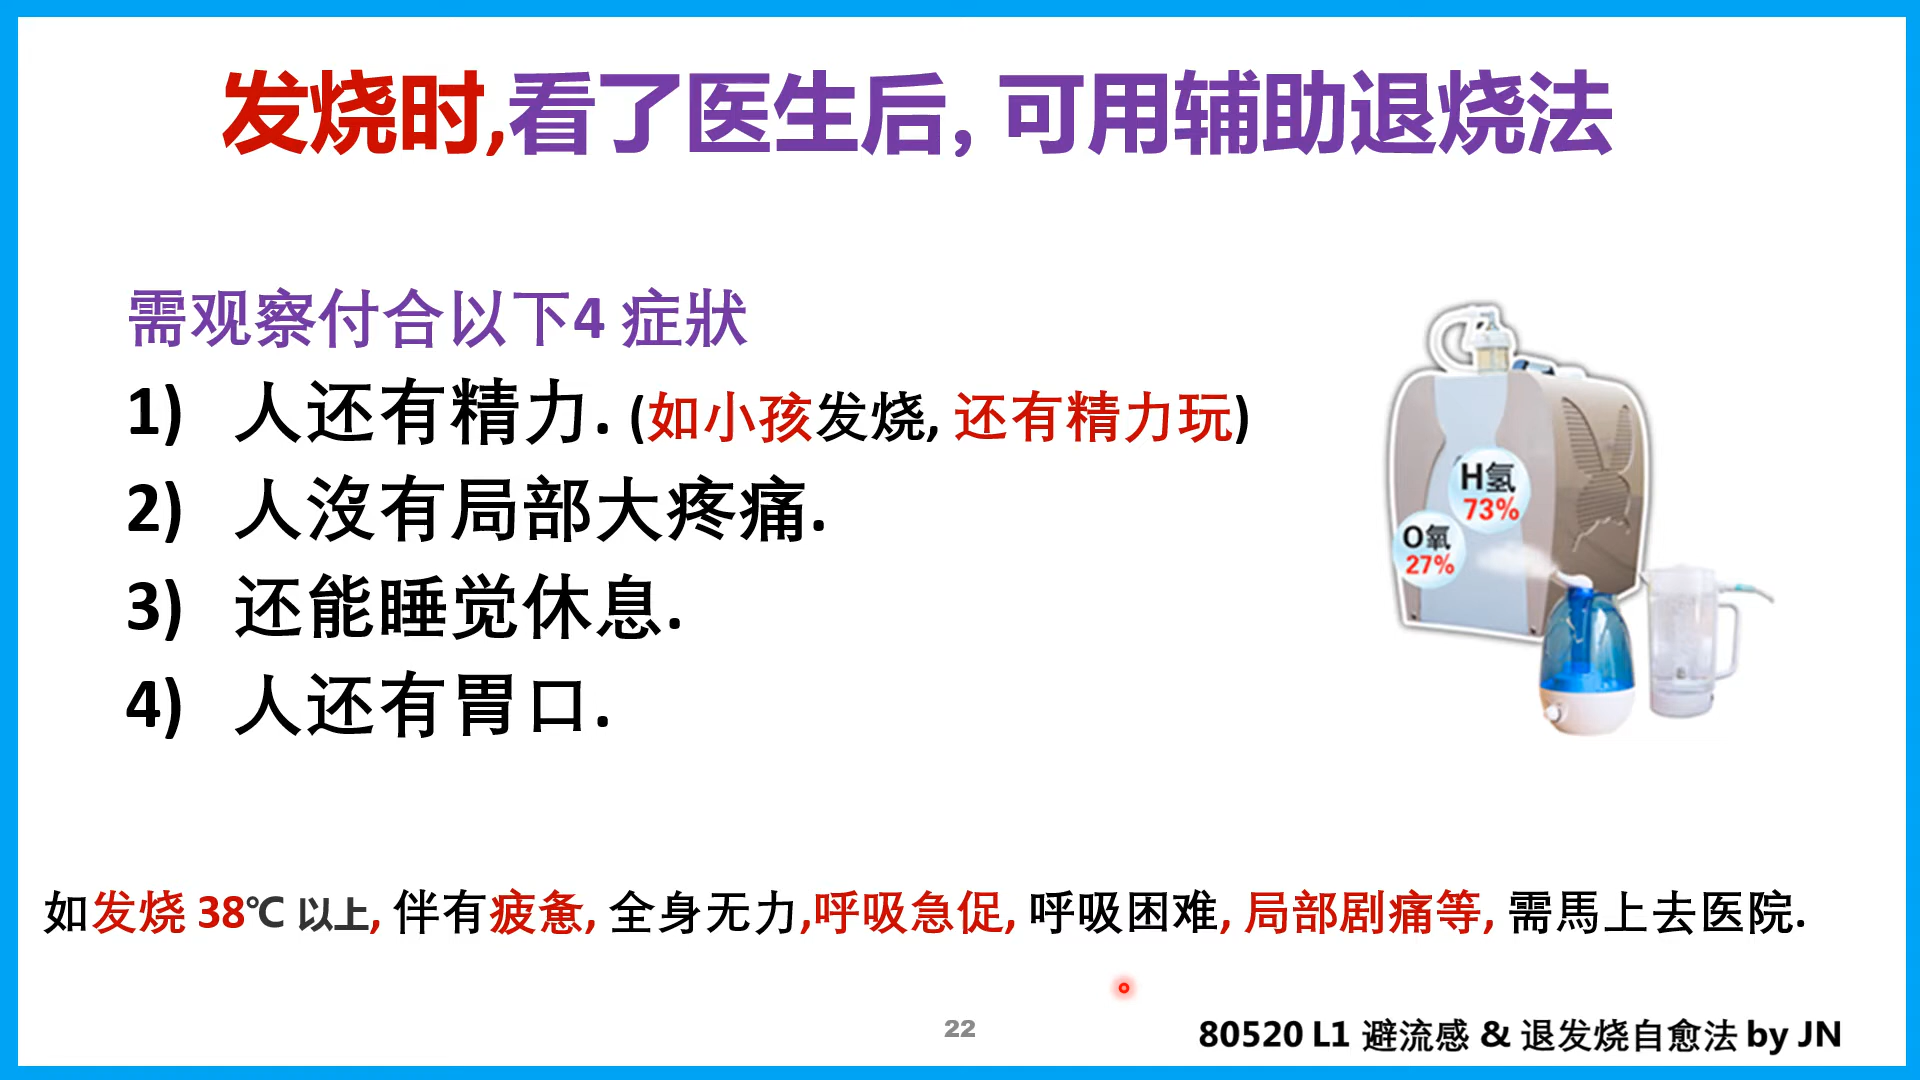 发烧时,看了医生后, 可用辅助退烧法
需观察付合以下4 症狀
1) 人还有精力. (如小孩发烧, 还有精力玩)
2) 人沒有局部大疼痛.
3) 还能睡觉休息.
4) 人还有胃口.
H氢
73%
O氧
27%
如发烧 38℃ 以上, 伴有疲惫, 全身无力,呼吸急促, 呼吸困难, 局部剧痛等, 需馬上去医院.
22
80520 L1 避流感 & 退发烧自愈法 by JN